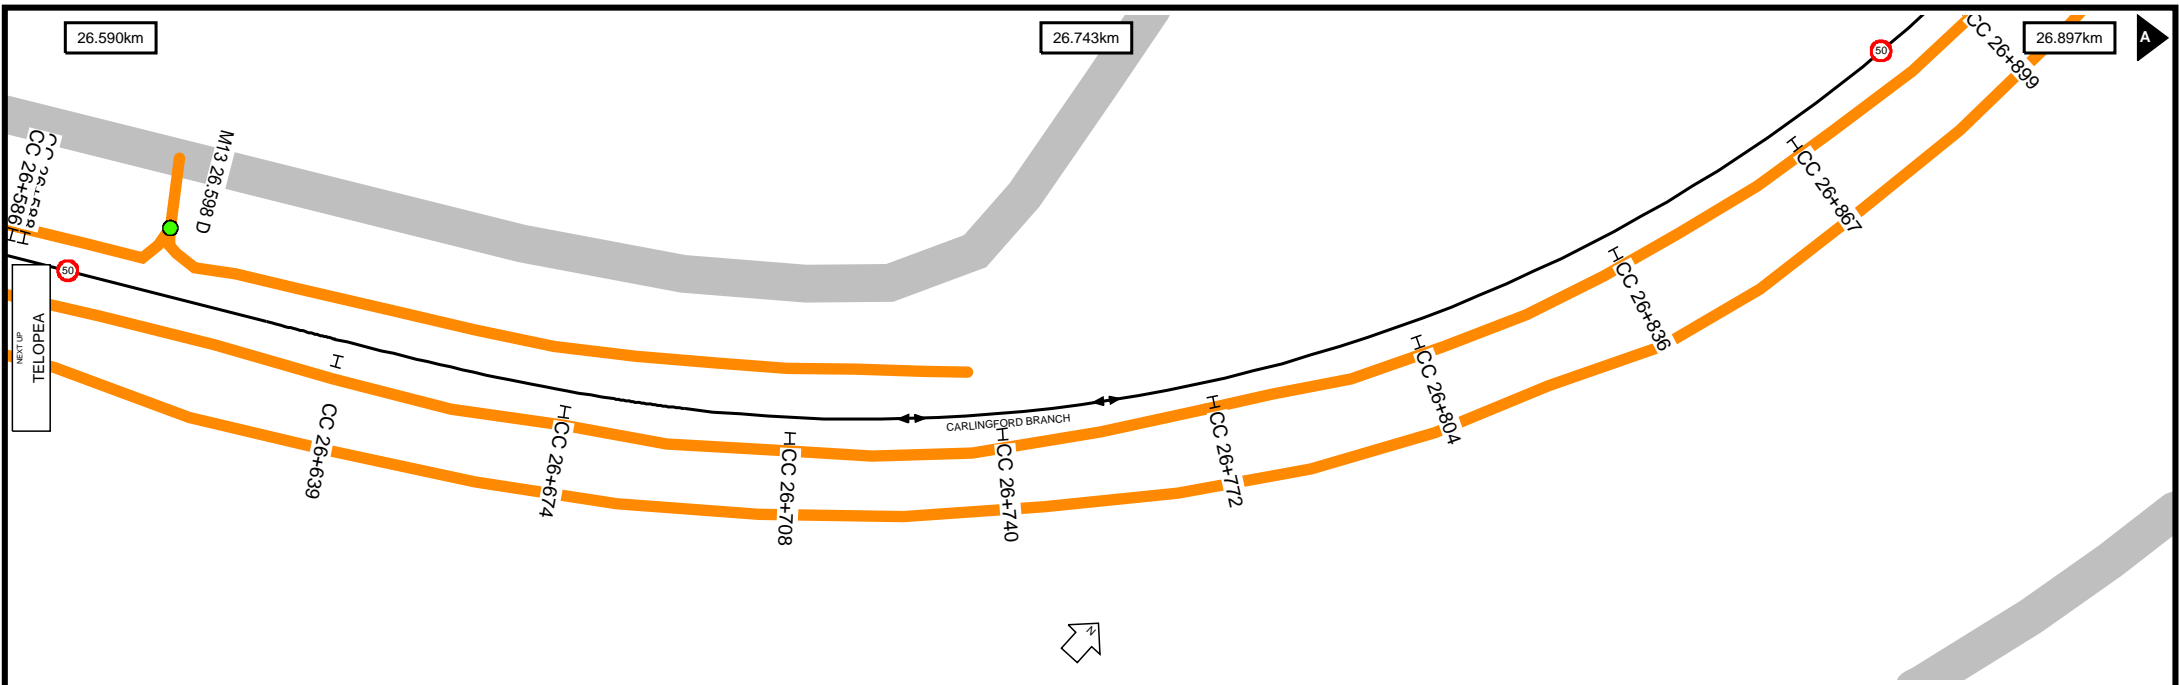 26.590km
26.743km
26.897km
A
50
CC 26+899
CC 26+586
M13 26.598 D
50
NEXT UP
TELOPEA
CC 26+639
CC 26+674
CC 26+708
CC 26+740
CARLINGFORD BRANCH
CC 26+772
CC 26+804
CC 26+836
CC 26+867
N